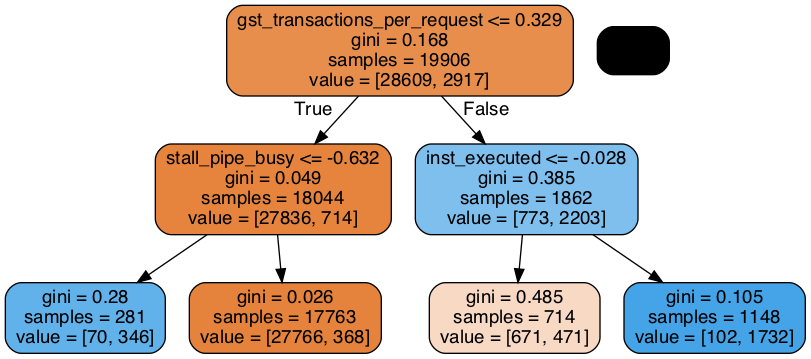 gst_transactions_per_request <= 0.329
gini = 0.168
samples = 19906
value = [28609, 2917]
True
False
stall_pipe_busy <= -0.632
gini = 0.049
samples = 18044
value = [27836, 714]
inst_executed <= -0.028
gini = 0.385
samples = 1862
value = [773, 2203]
gini = 0.28
samples = 281
value = [70, 346]
gini = 0.026
samples = 17763
value = [27766, 368]
gini = 0.485
samples = 714
value = [671, 471]
gini = 0.105
samples = 1148
value = [102, 1732]